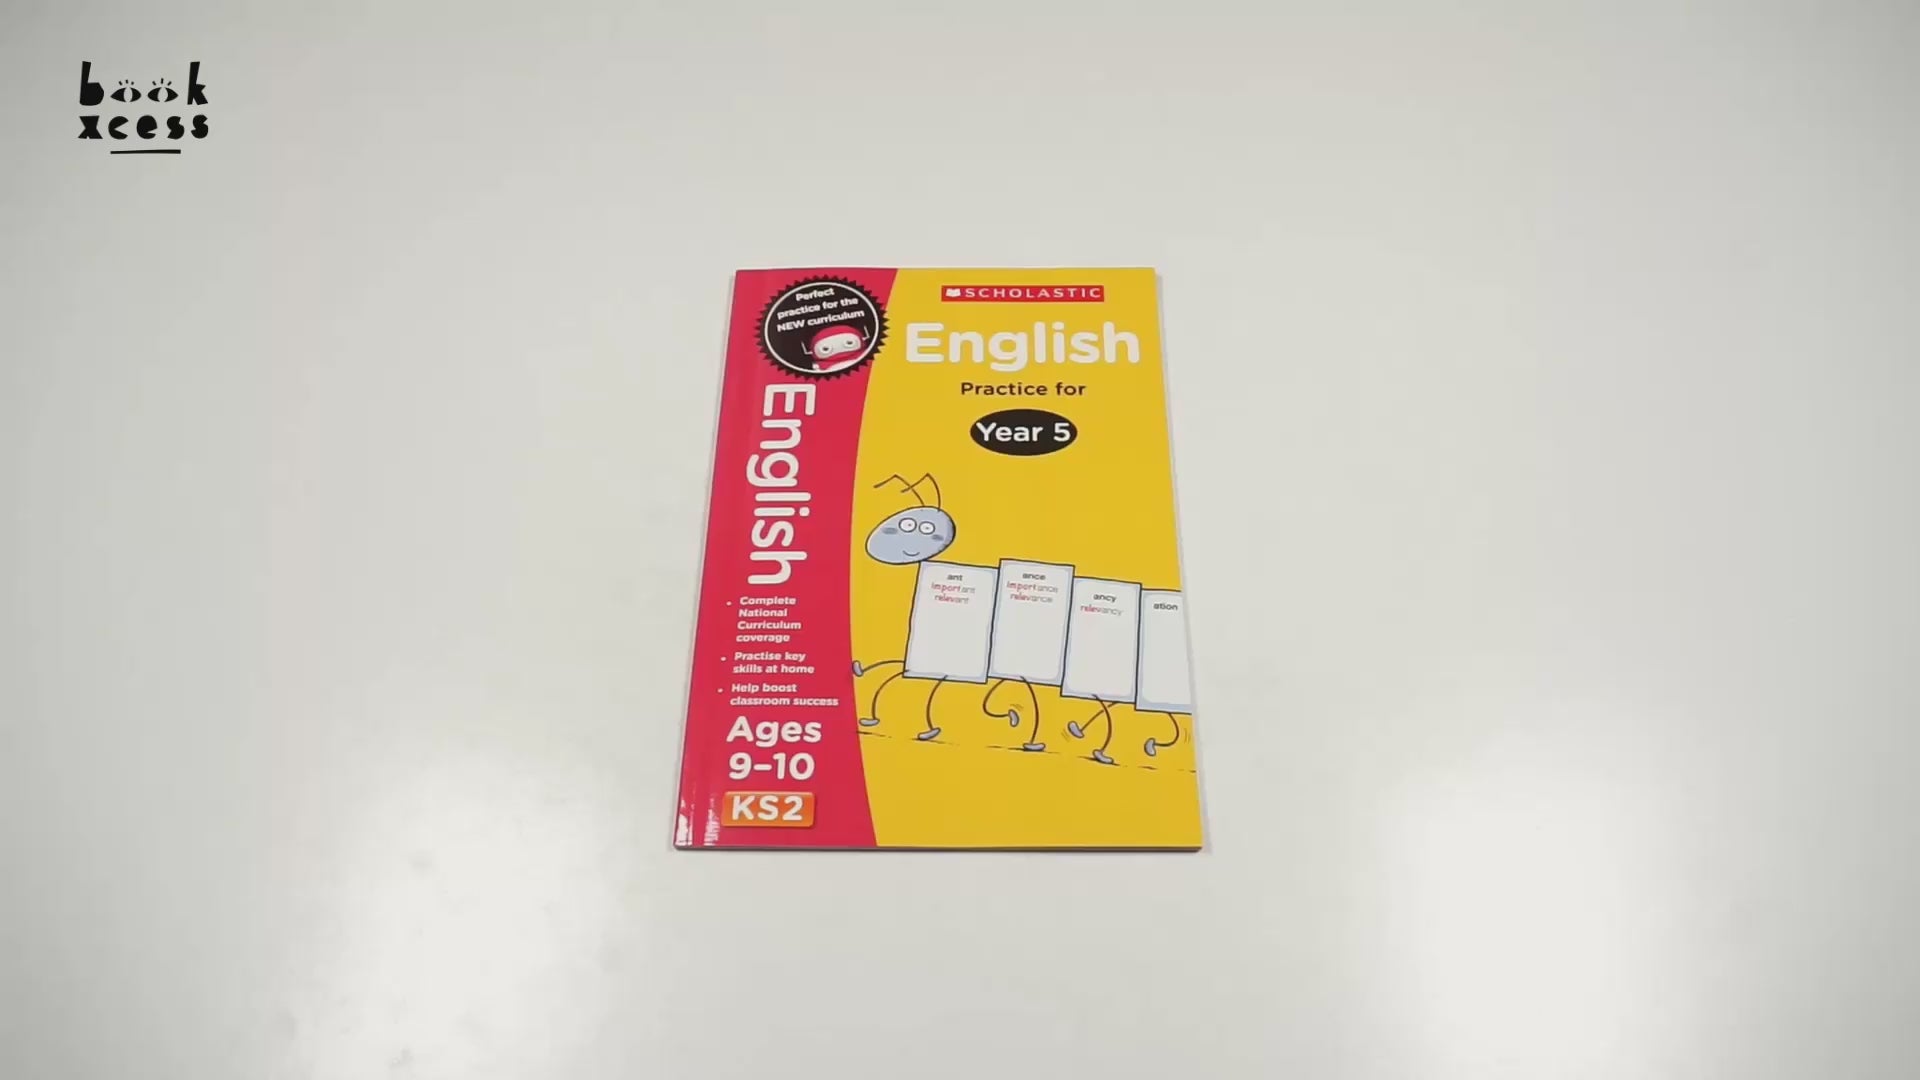 book
xcess
Perfect
practice for the
NEW curriculum
SCHOLASTIC
English
Practice for
Year 5
English
• Complete
National
Curriculum
coverage
• Practise key
skills at home
• Help boost
classroom success
Ages
9–10
KS2
ant
important
relevant
ance
importance
relevance
ancy
relevancy
ation